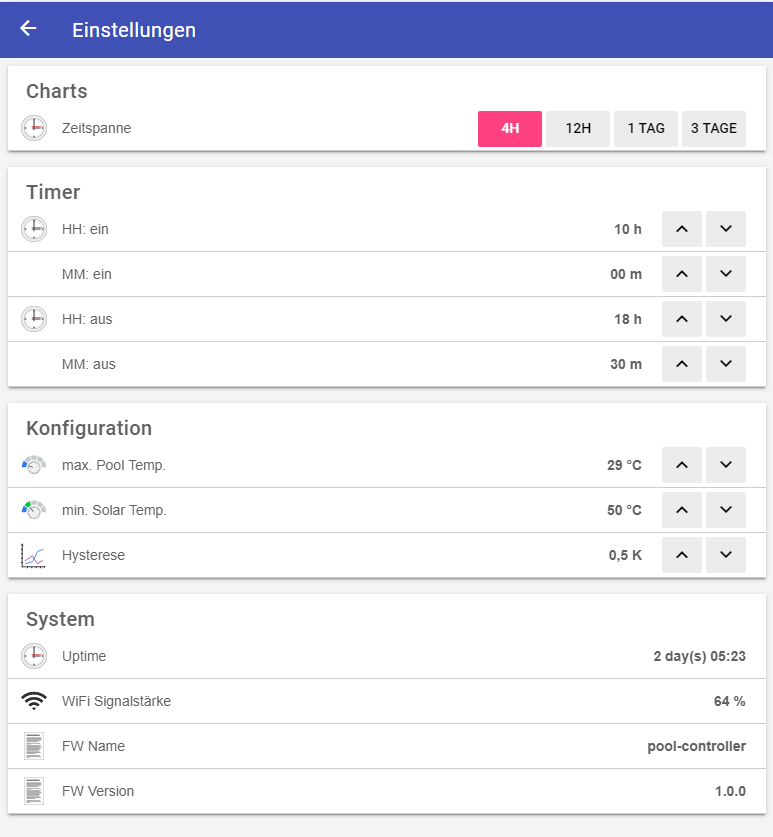 Einstellungen
Charts
Zeitspanne 4H 12H 1 TAG 3 TAGE
Timer
HH: ein 10 h
MM: ein 00 m
HH: aus 18 h
MM: aus 30 m
Konfiguration
max. Pool Temp. 29 °C
min. Solar Temp. 50 °C
Hysterese 0,5 K
System
Uptime 2 day(s) 05:23
WiFi Signalstärke 64 %
FW Name pool-controller
FW Version 1.0.0